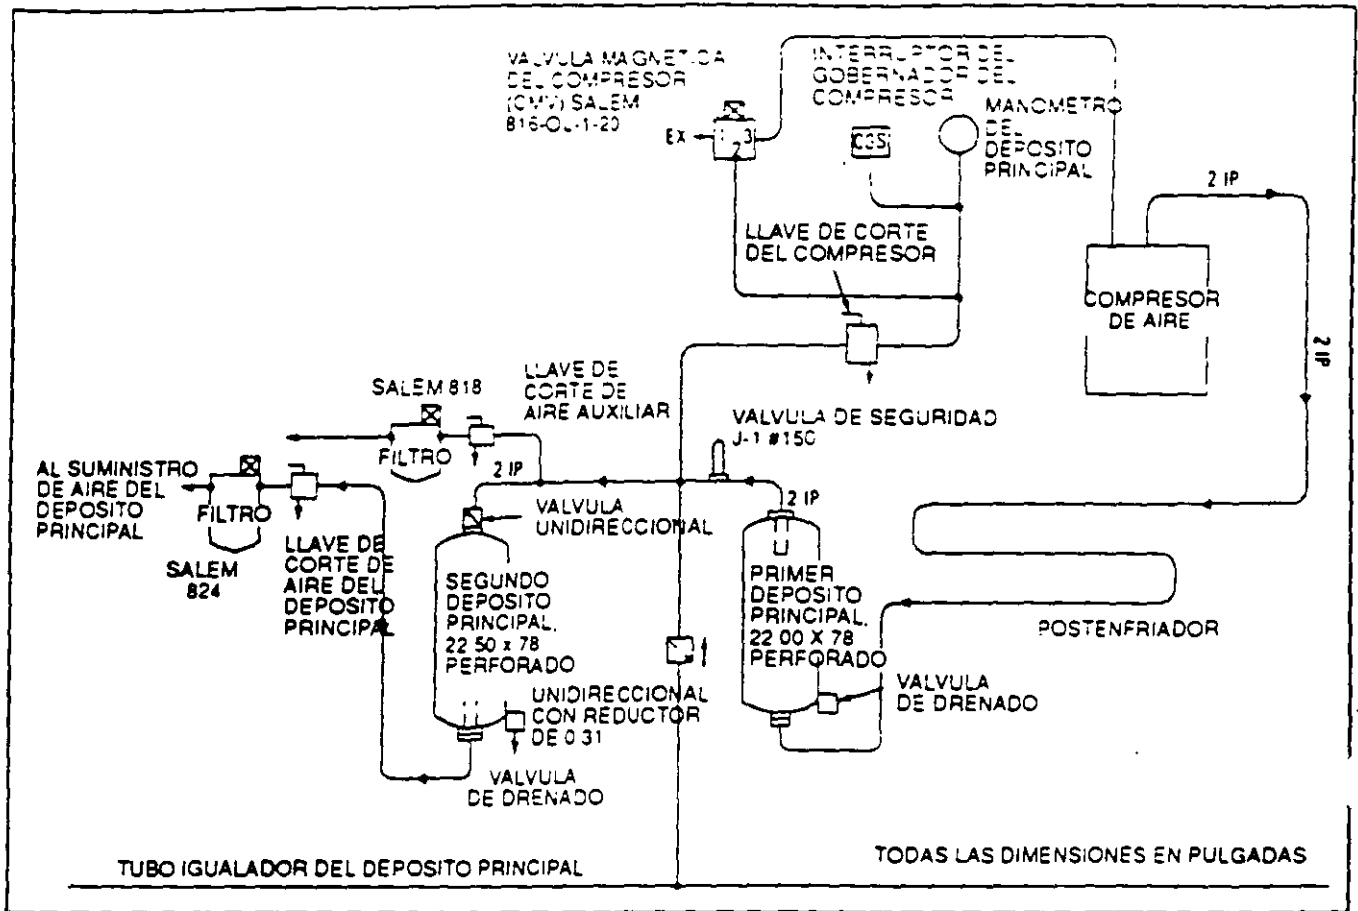 VALVULA MAGNETICA
DEL COMPRESOR
(CMV) SALEM
816-OL-1-20
INTERRUPTOR DEL
GOBERNADOR DEL
COMPRESOR
MANOMETRO
DEL
DEPOSITO
PRINCIPAL
EX
1
2
3
CGS
2 IP
LLAVE DE CORTE
DEL COMPRESOR
COMPRESOR
DE AIRE
2 IP
LLAVE DE
CORTE DE
AIRE AUXILIAR
SALEM 818
FILTRO
VALVULA DE SEGURIDAD
J-1 #150
AL SUMINISTRO
DE AIRE DEL
DEPOSITO
PRINCIPAL
FILTRO
SALEM
824
2 IP
2 IP
VALVULA
UNIDIRECCIONAL
LLAVE DE
CORTE DE
AIRE DEL
DEPOSITO
PRINCIPAL
SEGUNDO
DEPOSITO
PRINCIPAL,
22 50 x 78
PERFORADO
PRIMER
DEPOSITO
PRINCIPAL,
22 00 X 78
PERFORADO
POSTENFRIADOR
VALVULA
DE DRENADO
UNIDIRECCIONAL
CON REDUCTOR
DE 0 31
VALVULA
DE DRENADO
TUBO IGUALADOR DEL DEPOSITO PRINCIPAL
TODAS LAS DIMENSIONES EN PULGADAS